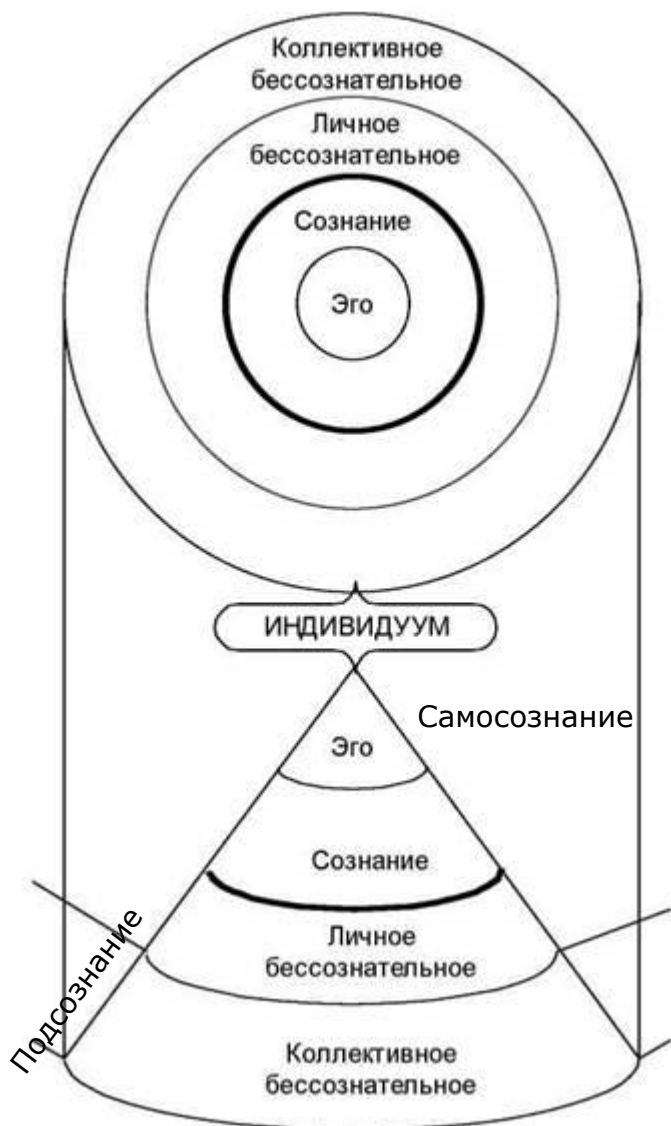 Коллективное
бессознательное
Личное
бессознательное
Сознание
Эго
ИНДИВИДУУМ
Самосознание
Эго
Сознание
Подсознание
Личное
бессознательное
Коллективное
бессознательное